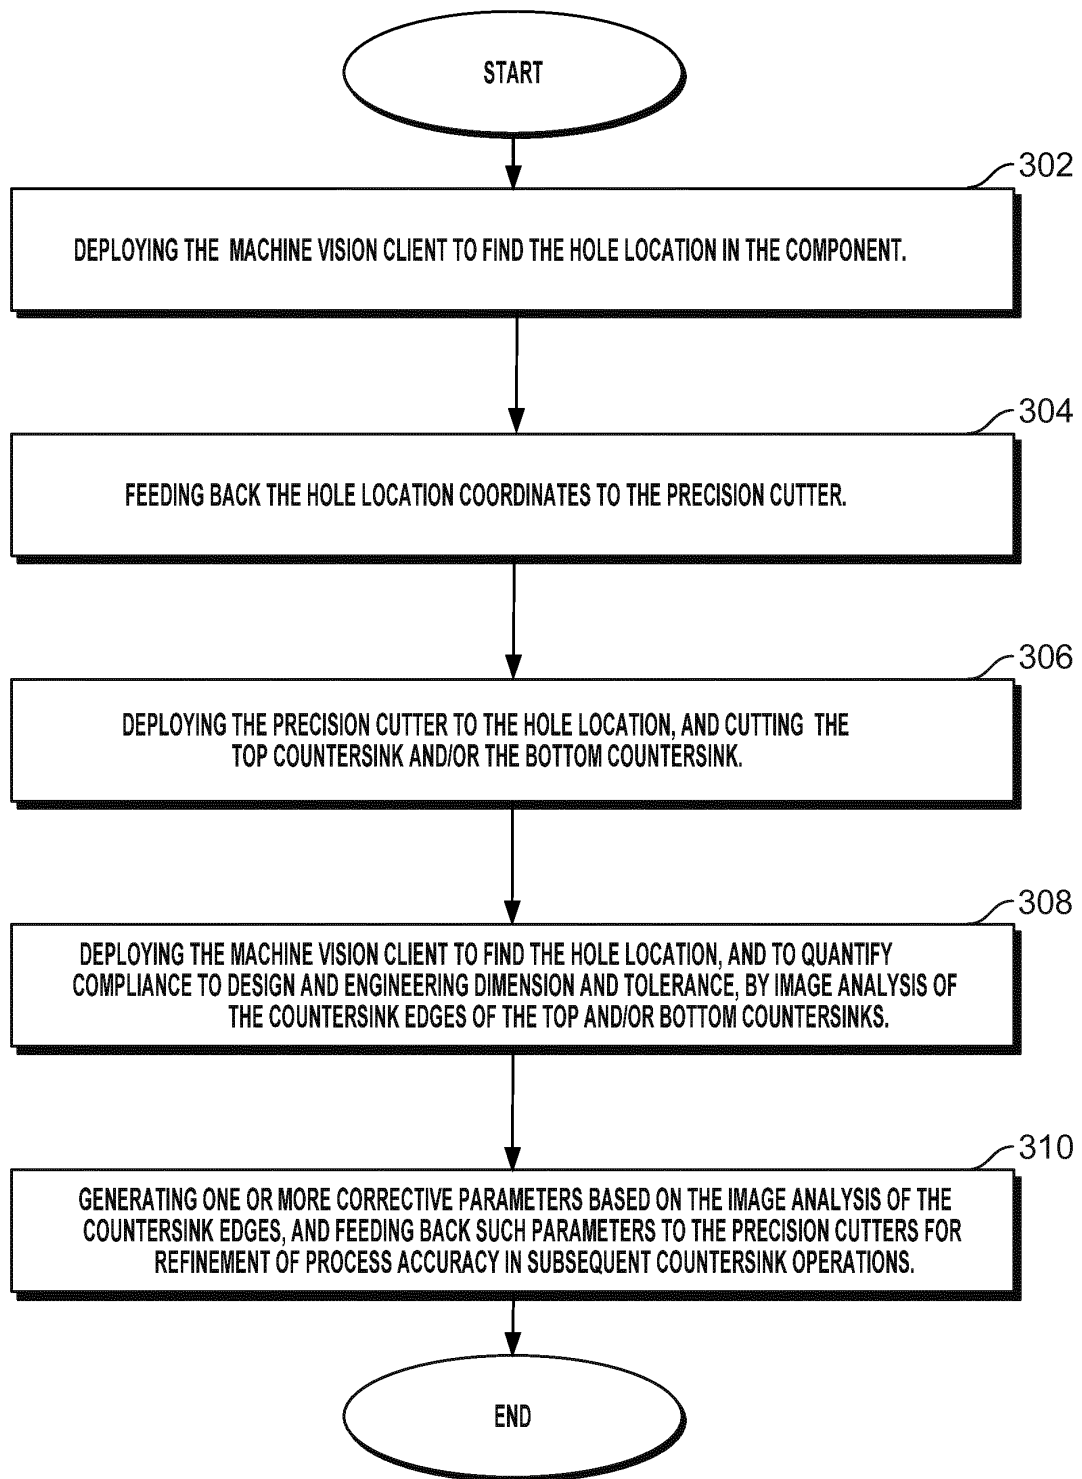 START
302
DEPLOYING THE MACHINE VISION CLIENT TO FIND THE HOLE LOCATION IN THE COMPONENT.
304
FEEDING BACK THE HOLE LOCATION COORDINATES TO THE PRECISION CUTTER.
306
DEPLOYING THE PRECISION CUTTER TO THE HOLE LOCATION, AND CUTTING THE
TOP COUNTERSINK AND/OR THE BOTTOM COUNTERSINK.
308
DEPLOYING THE MACHINE VISION CLIENT TO FIND THE HOLE LOCATION, AND TO QUANTIFY
COMPLIANCE TO DESIGN AND ENGINEERING DIMENSION AND TOLERANCE, BY IMAGE ANALYSIS OF
THE COUNTERSINK EDGES OF THE TOP AND/OR BOTTOM COUNTERSINKS.
310
GENERATING ONE OR MORE CORRECTIVE PARAMETERS BASED ON THE IMAGE ANALYSIS OF THE
COUNTERSINK EDGES, AND FEEDING BACK SUCH PARAMETERS TO THE PRECISION CUTTERS FOR
REFINEMENT OF PROCESS ACCURACY IN SUBSEQUENT COUNTERSINK OPERATIONS.
END